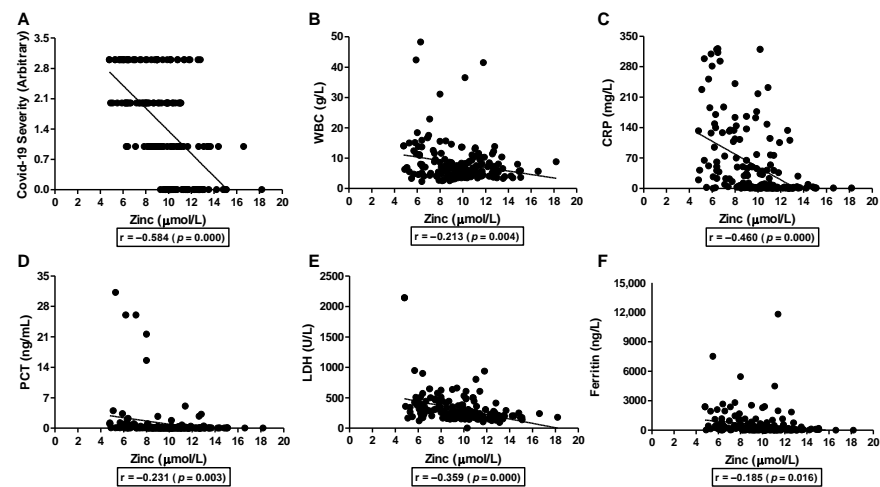 A
Covid-19 Severity (Arbitrary)
3.5
2.8
2.1
1.4
0.7
0.0
0 2 4 6 8 10 12 14 16 18 20
Zinc (μmol/L)
r = −0.584 ( p = 0.000)
B
WBC (g/L)
50
40
30
20
10
0
0 2 4 6 8 10 12 14 16 18 20
Zinc (μmol/L)
r = −0.213 ( p = 0.004)
C
CRP (mg/L)
350
280
210
140
70
0
0 2 4 6 8 10 12 14 16 18 20
Zinc (μmol/L)
r = −0.460 ( p = 0.000)
D
PCT (ng/mL)
35
28
21
14
7
0
0 2 4 6 8 10 12 14 16 18 20
Zinc (μmol/L)
r = −0.231 ( p = 0.003)
E
LDH (U/L)
2500
2000
1500
1000
500
0
0 2 4 6 8 10 12 14 16 18 20
Zinc (μmol/L)
r = −0.359 ( p = 0.000)
F
Ferritin (ng/L)
15,000
12,000
9000
6000
3000
0
0 2 4 6 8 10 12 14 16 18 20
Zinc (μmol/L)
r = −0.185 ( p = 0.016)